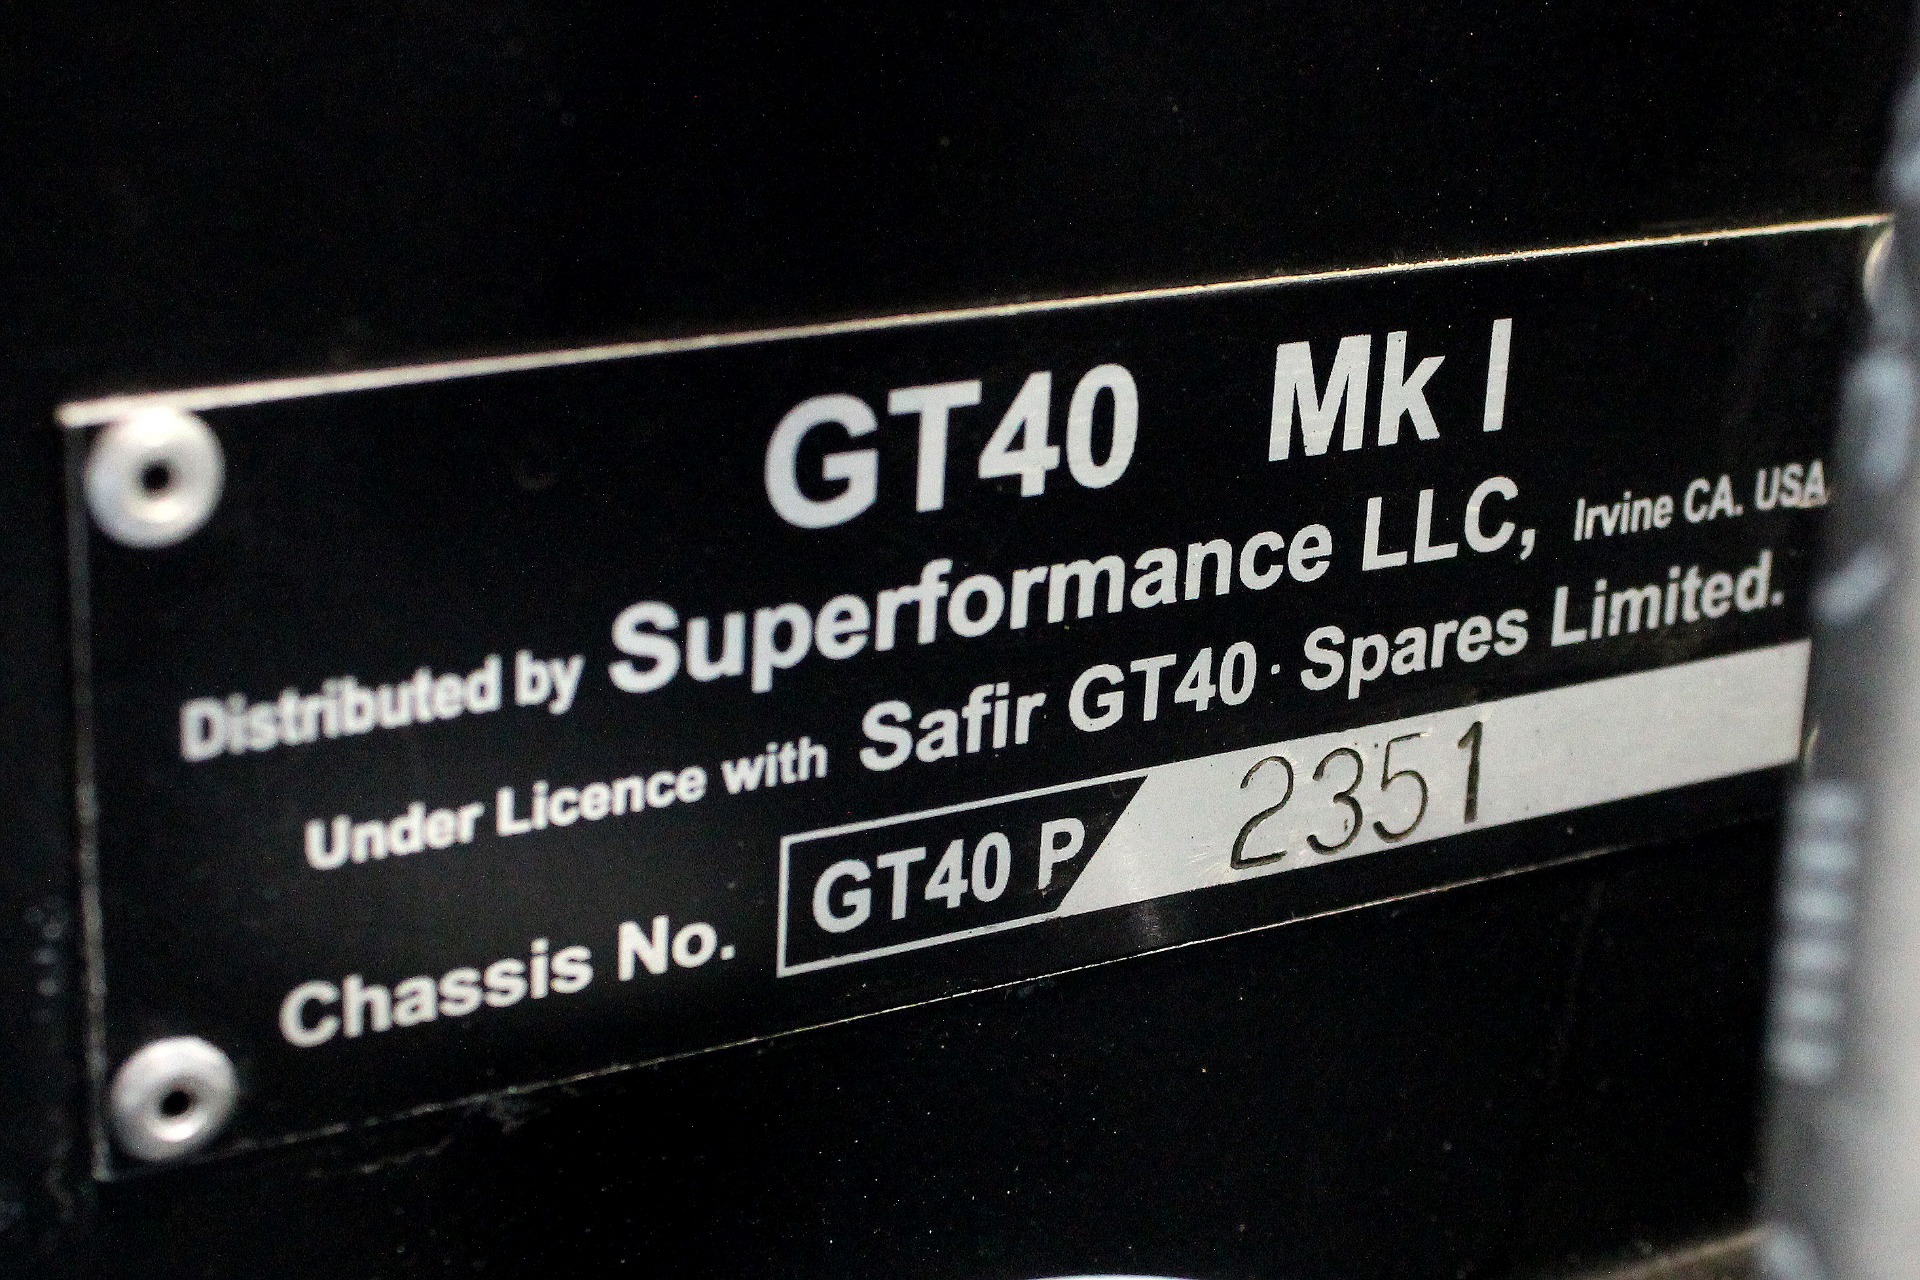 GT40 Mk I
Distributed by Superformance LLC, Irvine CA. USA
Under Licence with Safir GT40 Spares Limited.
Chassis No. GT40 P 2351